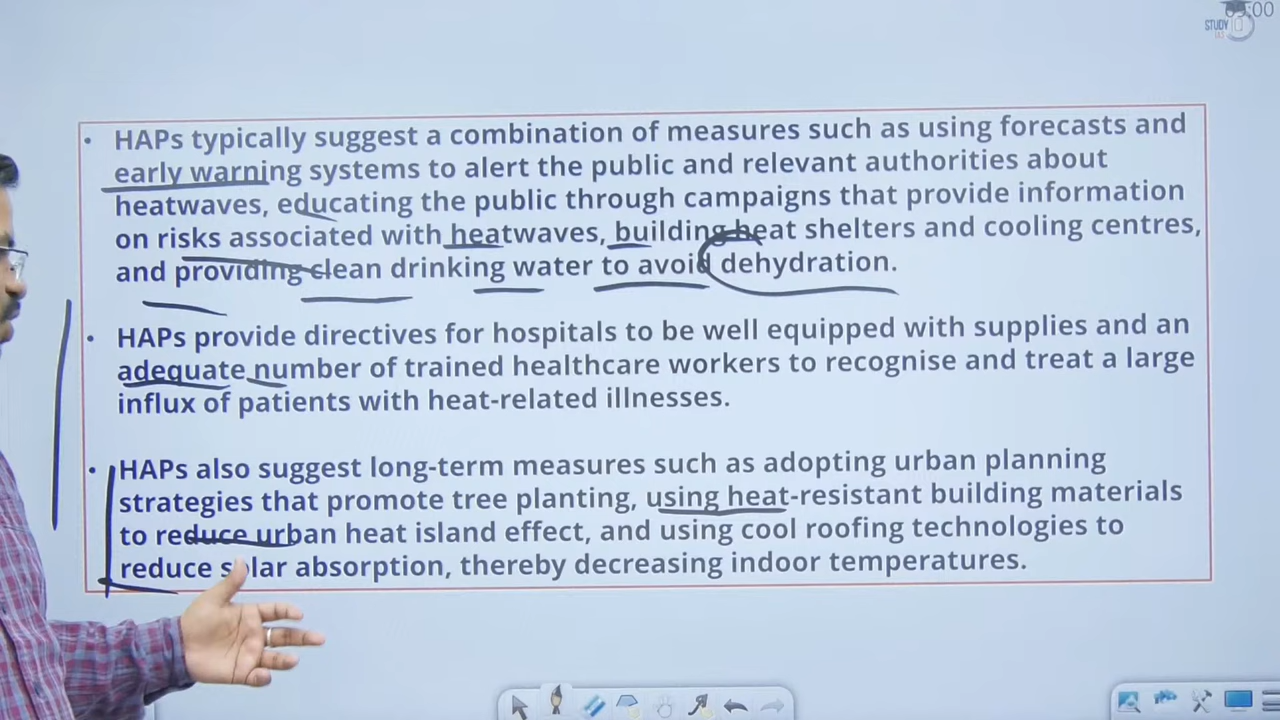 :00
STUDY
• HAPs typically suggest a combination of measures such as using forecasts and
early warning systems to alert the public and relevant authorities about
heatwaves, educating the public through campaigns that provide information
on risks associated with heatwaves, building heat shelters and cooling centres,
and providing clean drinking water to avoid dehydration.
• HAPs provide directives for hospitals to be well equipped with supplies and an
adequate number of trained healthcare workers to recognise and treat a large
influx of patients with heat-related illnesses.
• HAPs also suggest long-term measures such as adopting urban planning
strategies that promote tree planting, using heat-resistant building materials
to reduce urban heat island effect, and using cool roofing technologies to
reduce solar absorption, thereby decreasing indoor temperatures.